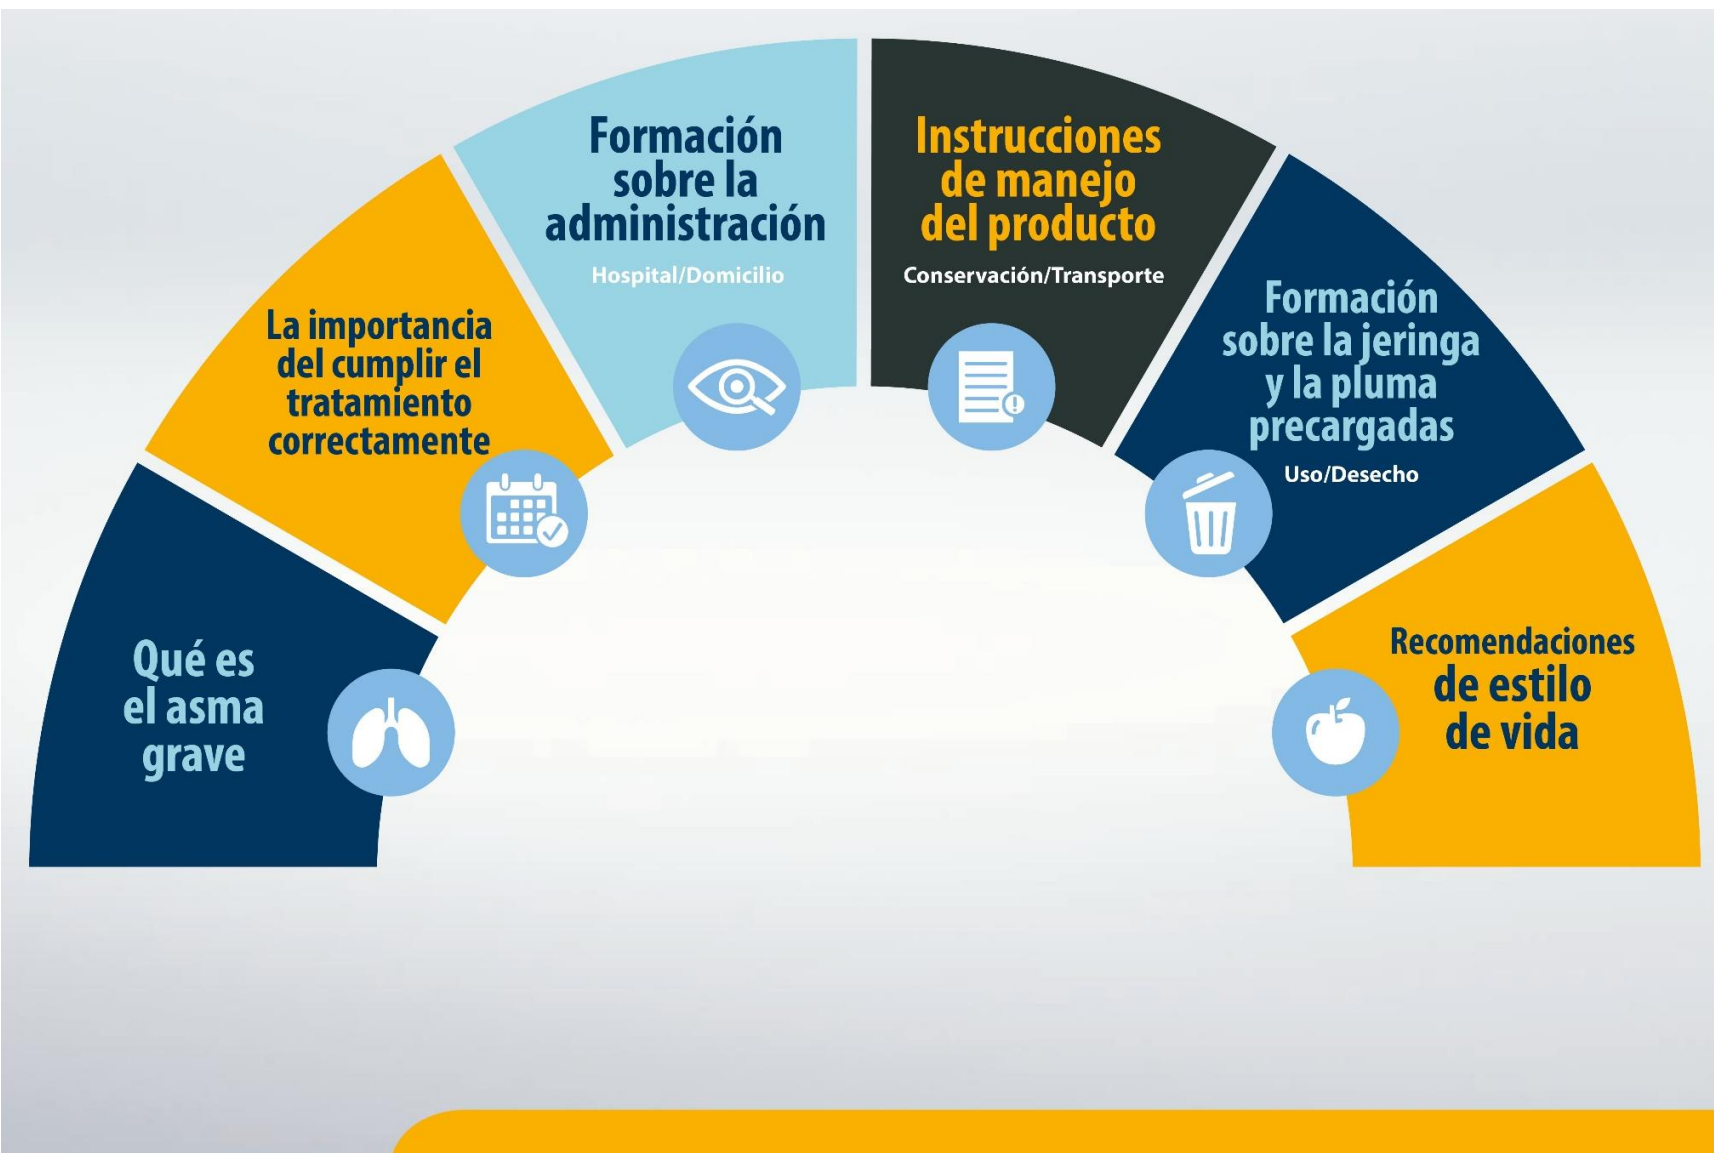 Qué es
el asma
grave
La importancia
del cumplir el
tratamiento
correctamente
Formación
sobre la
administración
Hospital/Domicilio
Instrucciones
de manejo
del producto
Conservación/Transporte
Formación
sobre la jeringa
y la pluma
precargadas
Uso/Desecho
Recomendaciones
de estilo
de vida